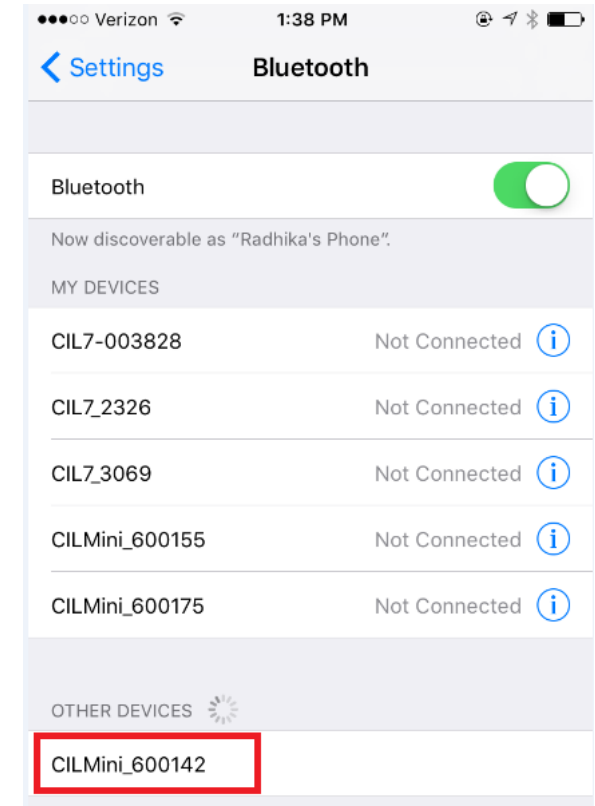 Verizon 1:38 PM
Settings Bluetooth
Bluetooth
Now discoverable as “Radhika's Phone”.
MY DEVICES
CIL7-003828 Not Connected i
CIL7_2326 Not Connected i
CIL7_3069 Not Connected i
CILMini_600155 Not Connected i
CILMini_600175 Not Connected i
OTHER DEVICES
CILMini_600142